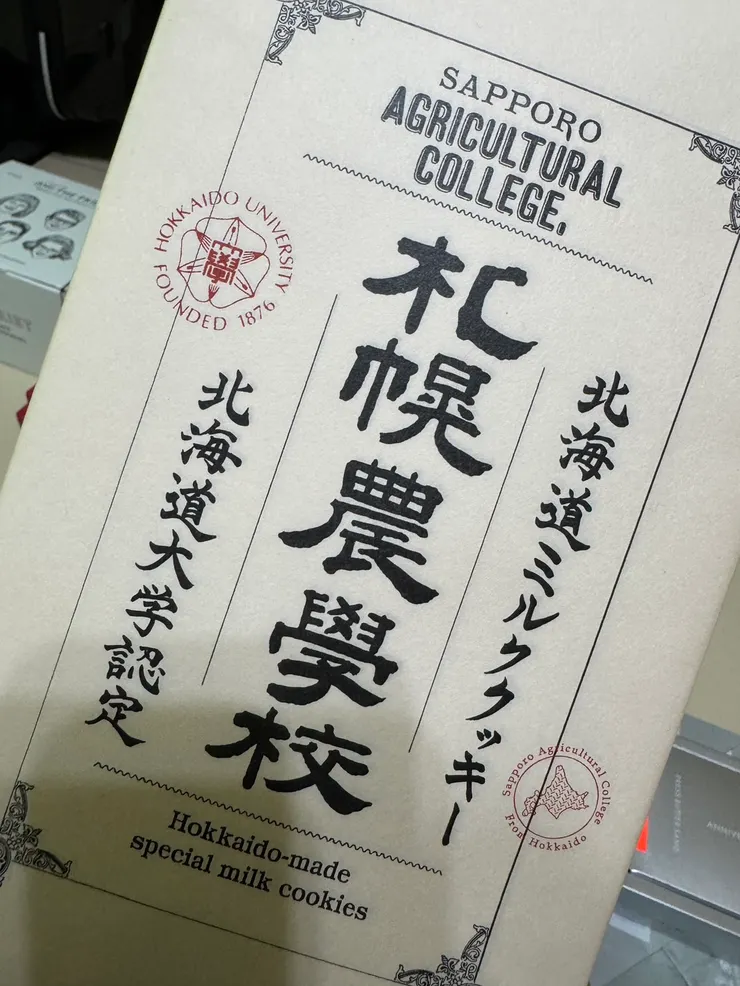 SAPPORO
AGRICULTURAL
COLLEGE.
HOKKAIDO UNIVERSITY
FOUNDED 1876
北海道ミルククッキー
札幌農學校
北海道大学認定
Sapporo Agricultural College
From Hokkaido
Hokkaido-made
special milk cookies